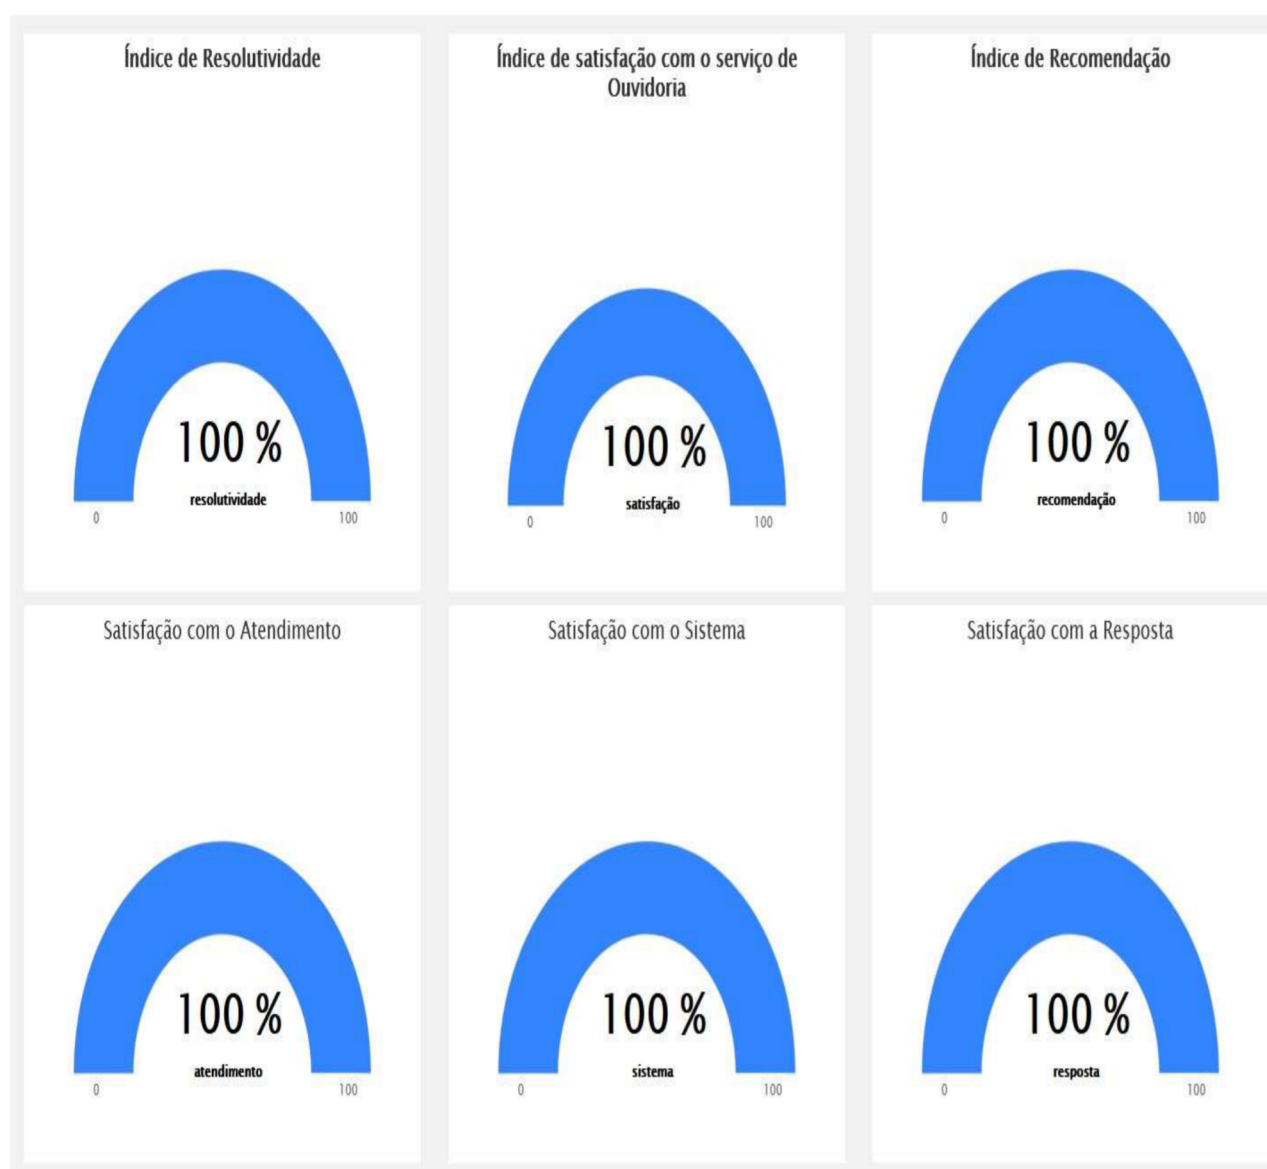 Índice de Resolutividade
100 %
resolutividade
0
100
Índice de satisfação com o serviço de
Ouvidoria
100 %
satisfação
0
100
Índice de Recomendação
100 %
recomendação
0
100
Satisfação com o Atendimento
100 %
atendimento
0
100
Satisfação com o Sistema
100 %
sistema
0
100
Satisfação com a Resposta
100 %
resposta
0
100